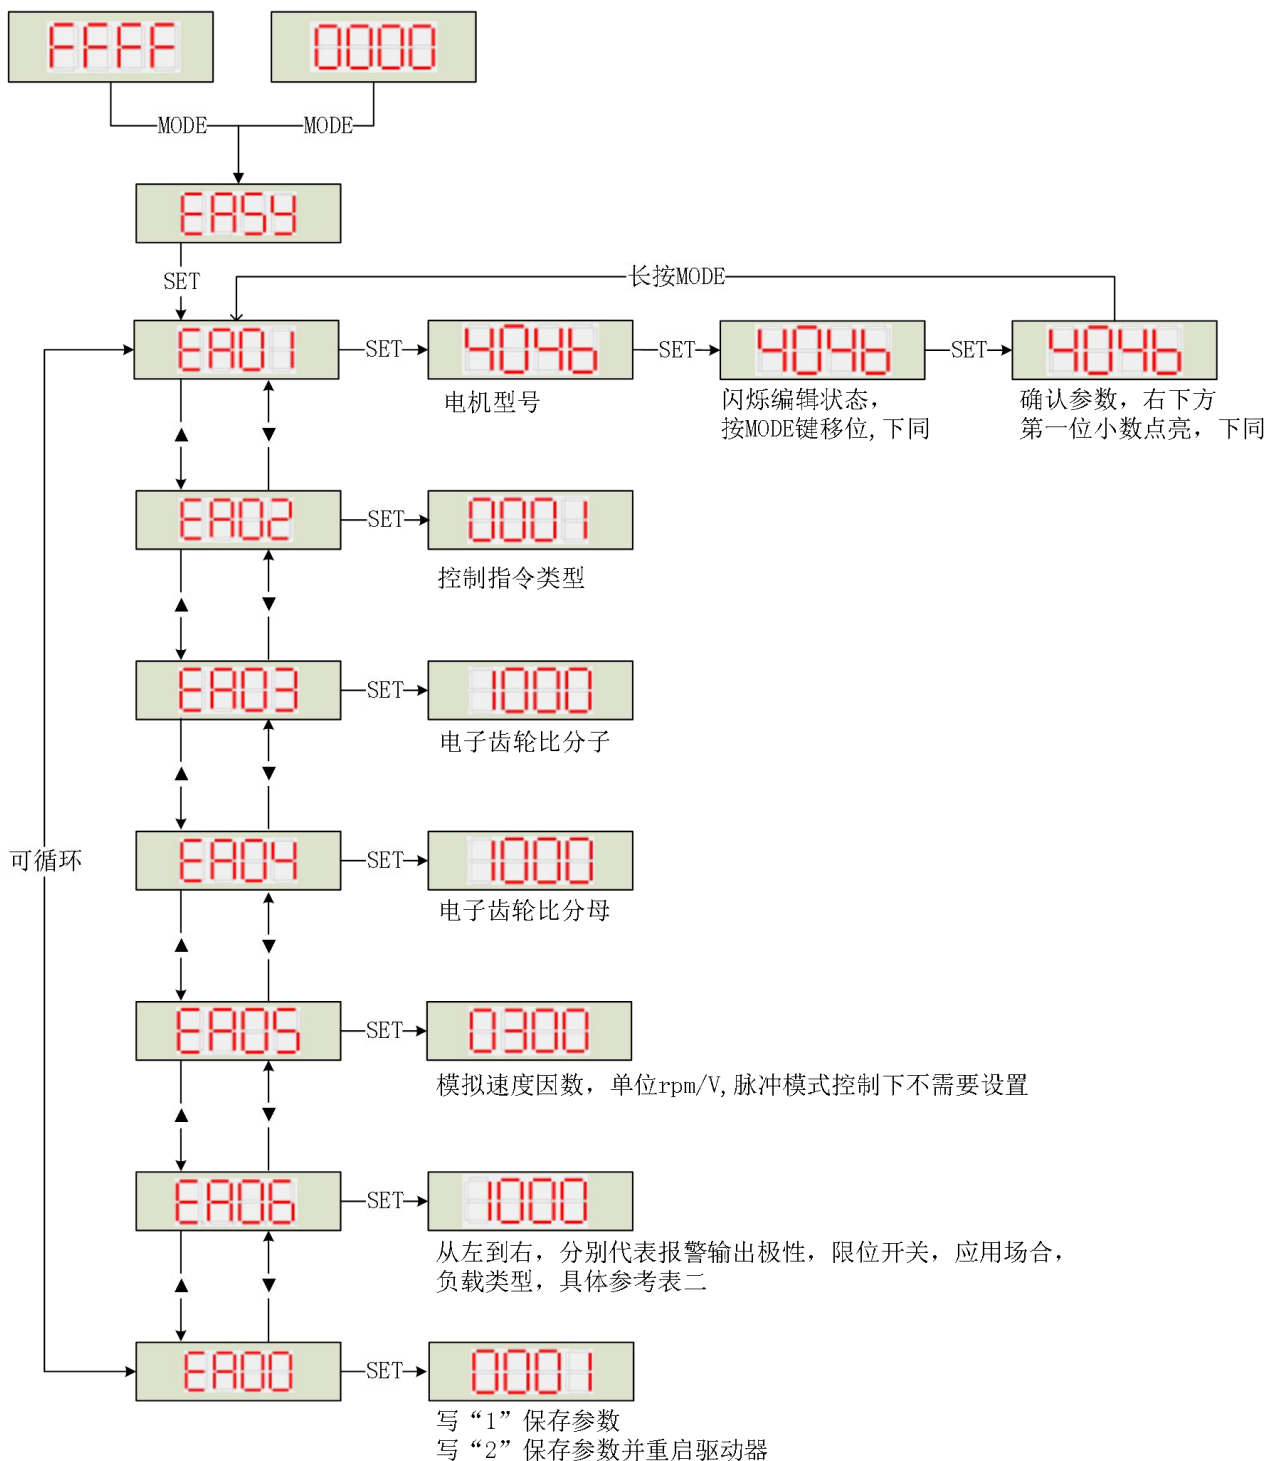 FFFF
0000
MODE
MODE
EASY
SET
长按MODE
EA01
SET
4046
SET
4046
SET
4046
电机型号
闪烁编辑状态,
按MODE键移位,下同
确认参数，右下方
第一位小数点亮，下同
▲
▼
EA02
SET
0001
控制指令类型
▲
▼
EA03
SET
1000
电子齿轮比分子
▲
▼
可循环
EA04
SET
1000
电子齿轮比分母
▲
▼
EA05
SET
0300
模拟速度因数，单位rpm/V,脉冲模式控制下不需要设置
▲
▼
EA06
SET
1000
从左到右，分别代表报警输出极性，限位开关，应用场合，
负载类型，具体参考表二
▲
▼
EA00
SET
0001
写“1”保存参数
写“2”保存参数并重启驱动器